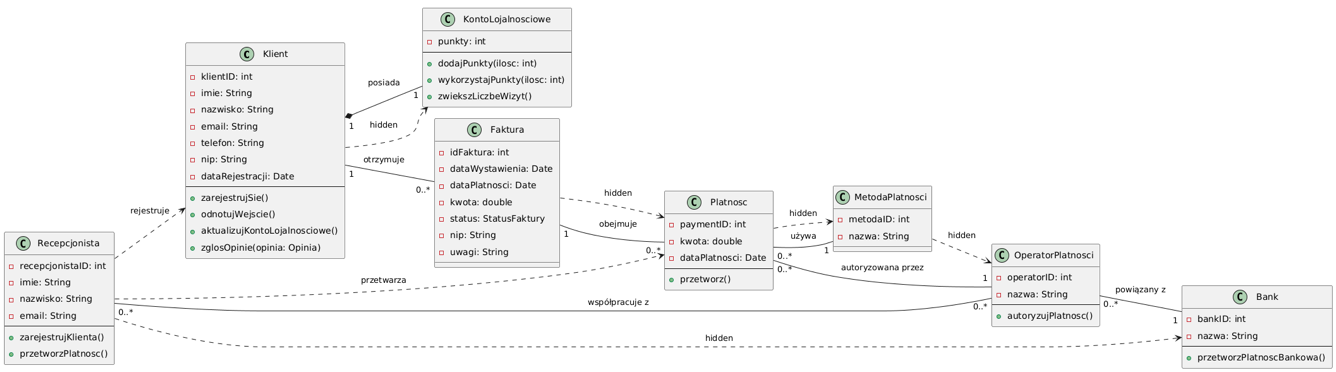 C KontoLojalnosciowe
punkty: int
dodajPunkty(ilosc: int)
wykorzystajPunkty(ilosc: int)
zwiekszLiczbeWizyt()
C Klient
klientID: int
imie: String
nazwisko: String
email: String
telefon: String
nip: String
dataRejestracji: Date
zarejestrujSie()
odnotujWejscie()
aktualizujKontoLojalnosciowe()
zglosOpinie(opinia: Opinia)
posiada
1
1
hidden
otrzymuje
1
0..*
C Faktura
idFaktura: int
dataWystawienia: Date
dataPlatnosci: Date
kwota: double
status: StatusFaktury
nip: String
uwagi: String
hidden
obejmuje
1
0..*
C Platnosc
paymentID: int
kwota: double
dataPlatnosci: Date
przetworz()
hidden
używa
0..*
1
C MetodaPlatnosci
metodaID: int
nazwa: String
hidden
0..*
autoryzowana przez
1
C OperatorPlatnosci
operatorID: int
nazwa: String
autoryzujPlatnosc()
powiązany z
0..*
1
C Bank
bankID: int
nazwa: String
przetworzPlatnoscBankowa()
rejestruje
C Recepcjonista
recepcjonistaID: int
imie: String
nazwisko: String
email: String
zarejestrujKlienta()
przetworzPlatnosc()
przetwarza
współpracuje z
0..*
0..*
hidden